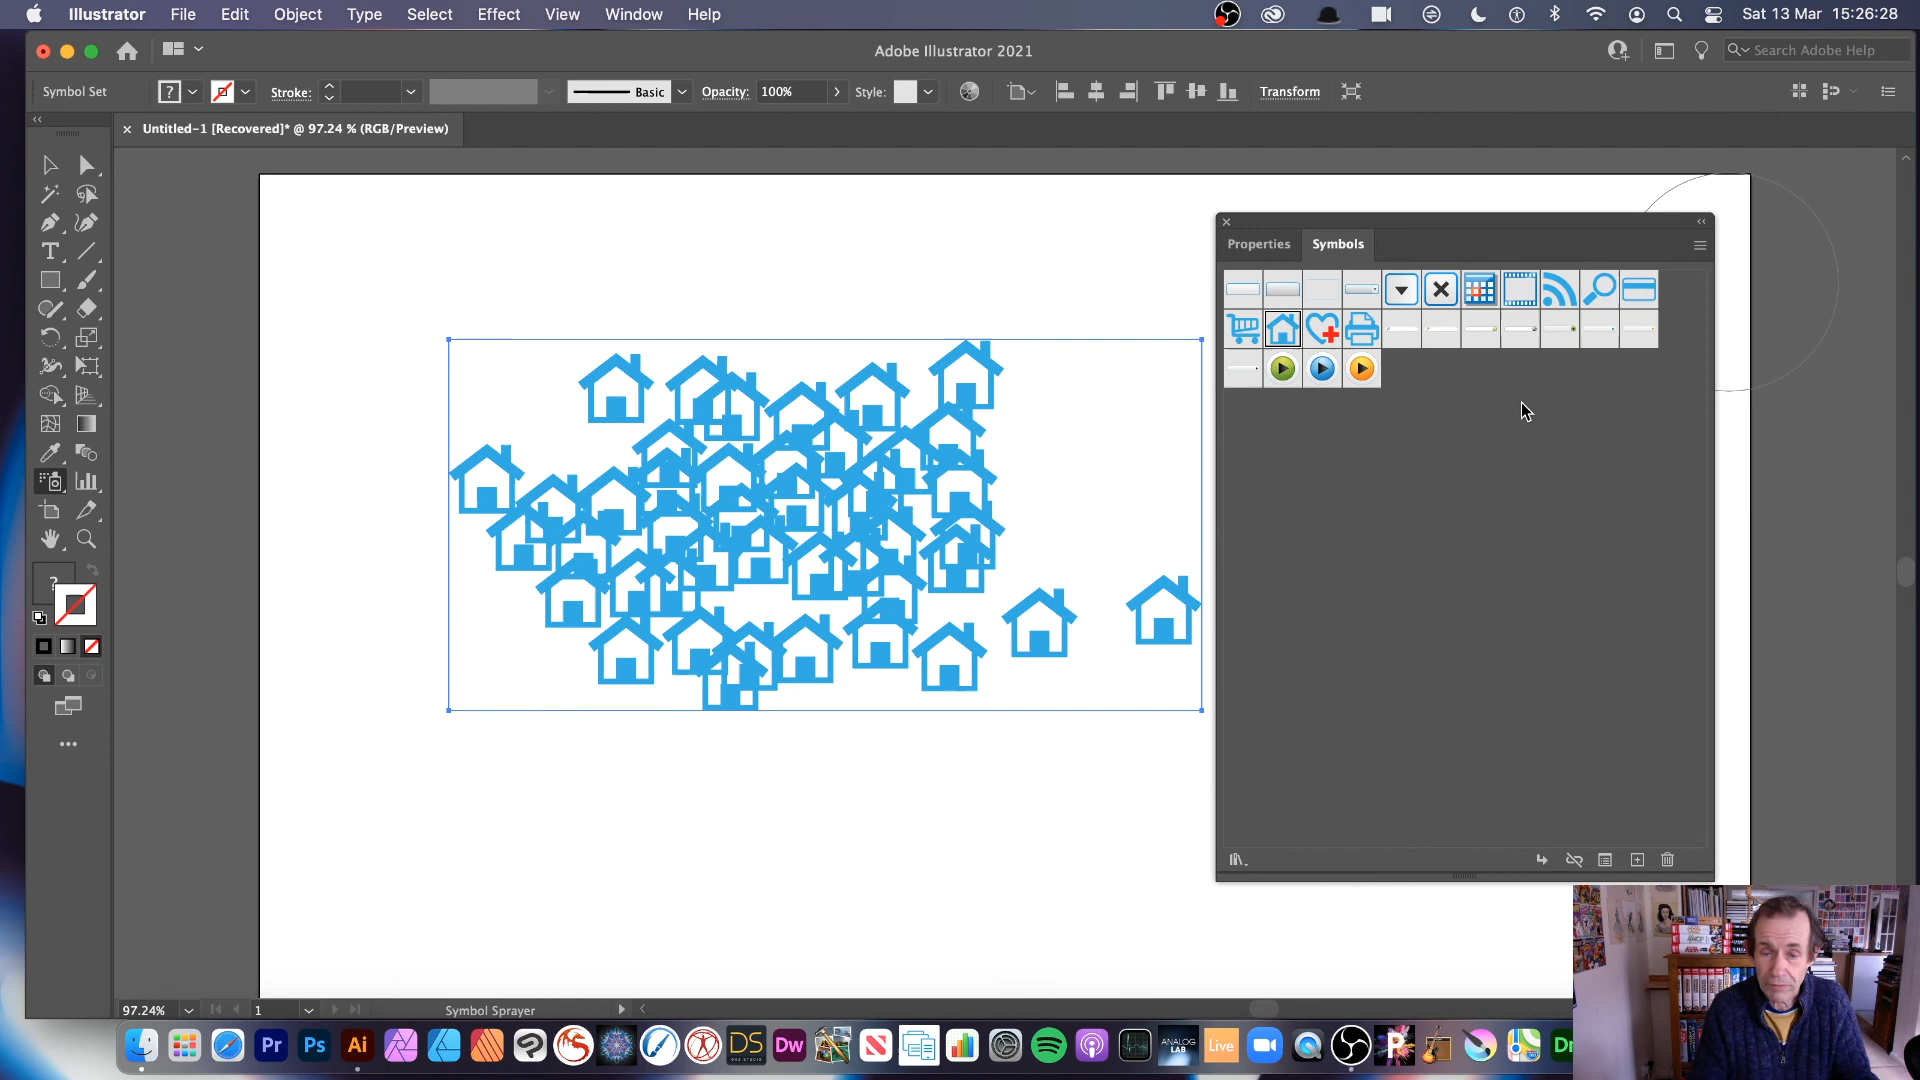 Illustrator File Edit Object Type Select Effect View Window Help Sat 13 Mar 15:26:28
Adobe Illustrator 2021 Search Adobe Help
Symbol Set ? Stroke: Basic Opacity: 100% Style: Transform
× Untitled-1 [Recovered]* @ 97.24 % (RGB/Preview)
Properties Symbols
?
97.24% 1 Symbol Sprayer
Pr Ps Ai DS Dw ANALOG LAB Live P Dr